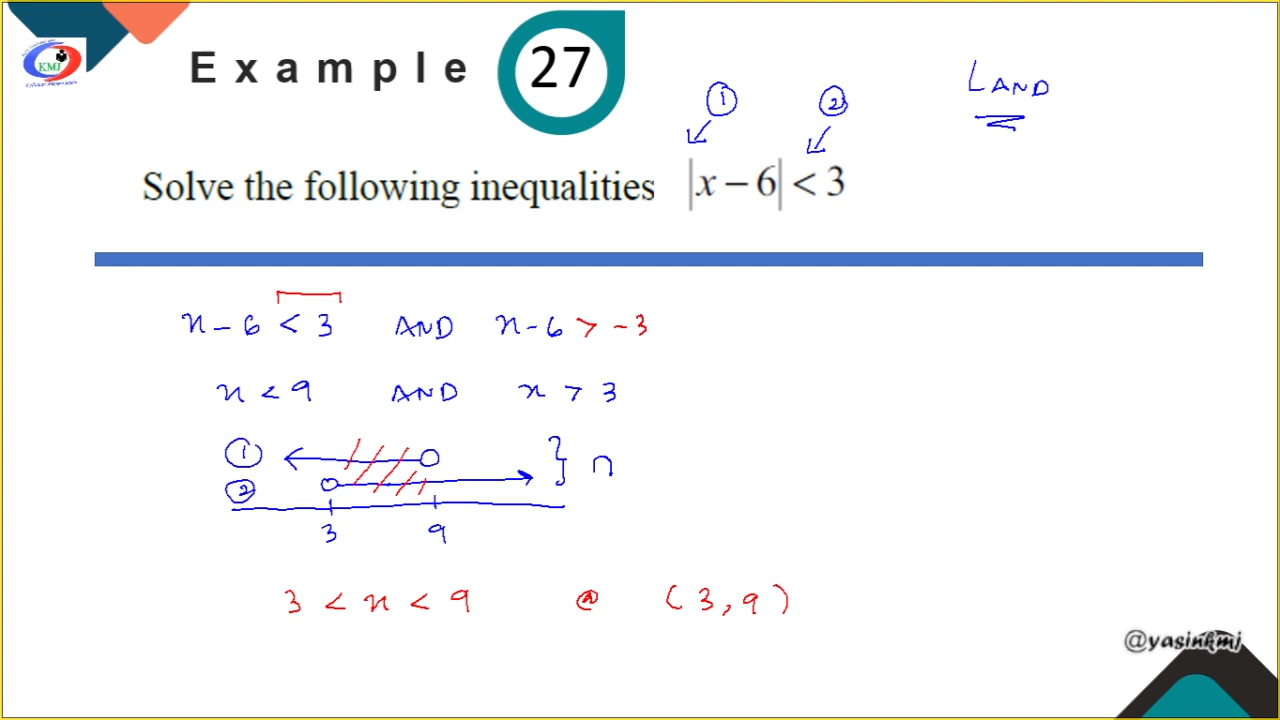 KMJ
Example 27
① ② LAND
Solve the following inequalities |x − 6| < 3
x − 6 < 3 AND x − 6 > −3
x < 9 AND x > 3
①
② } ∩
3 9
3 < x < 9 @ (3, 9)
@yasinkmj